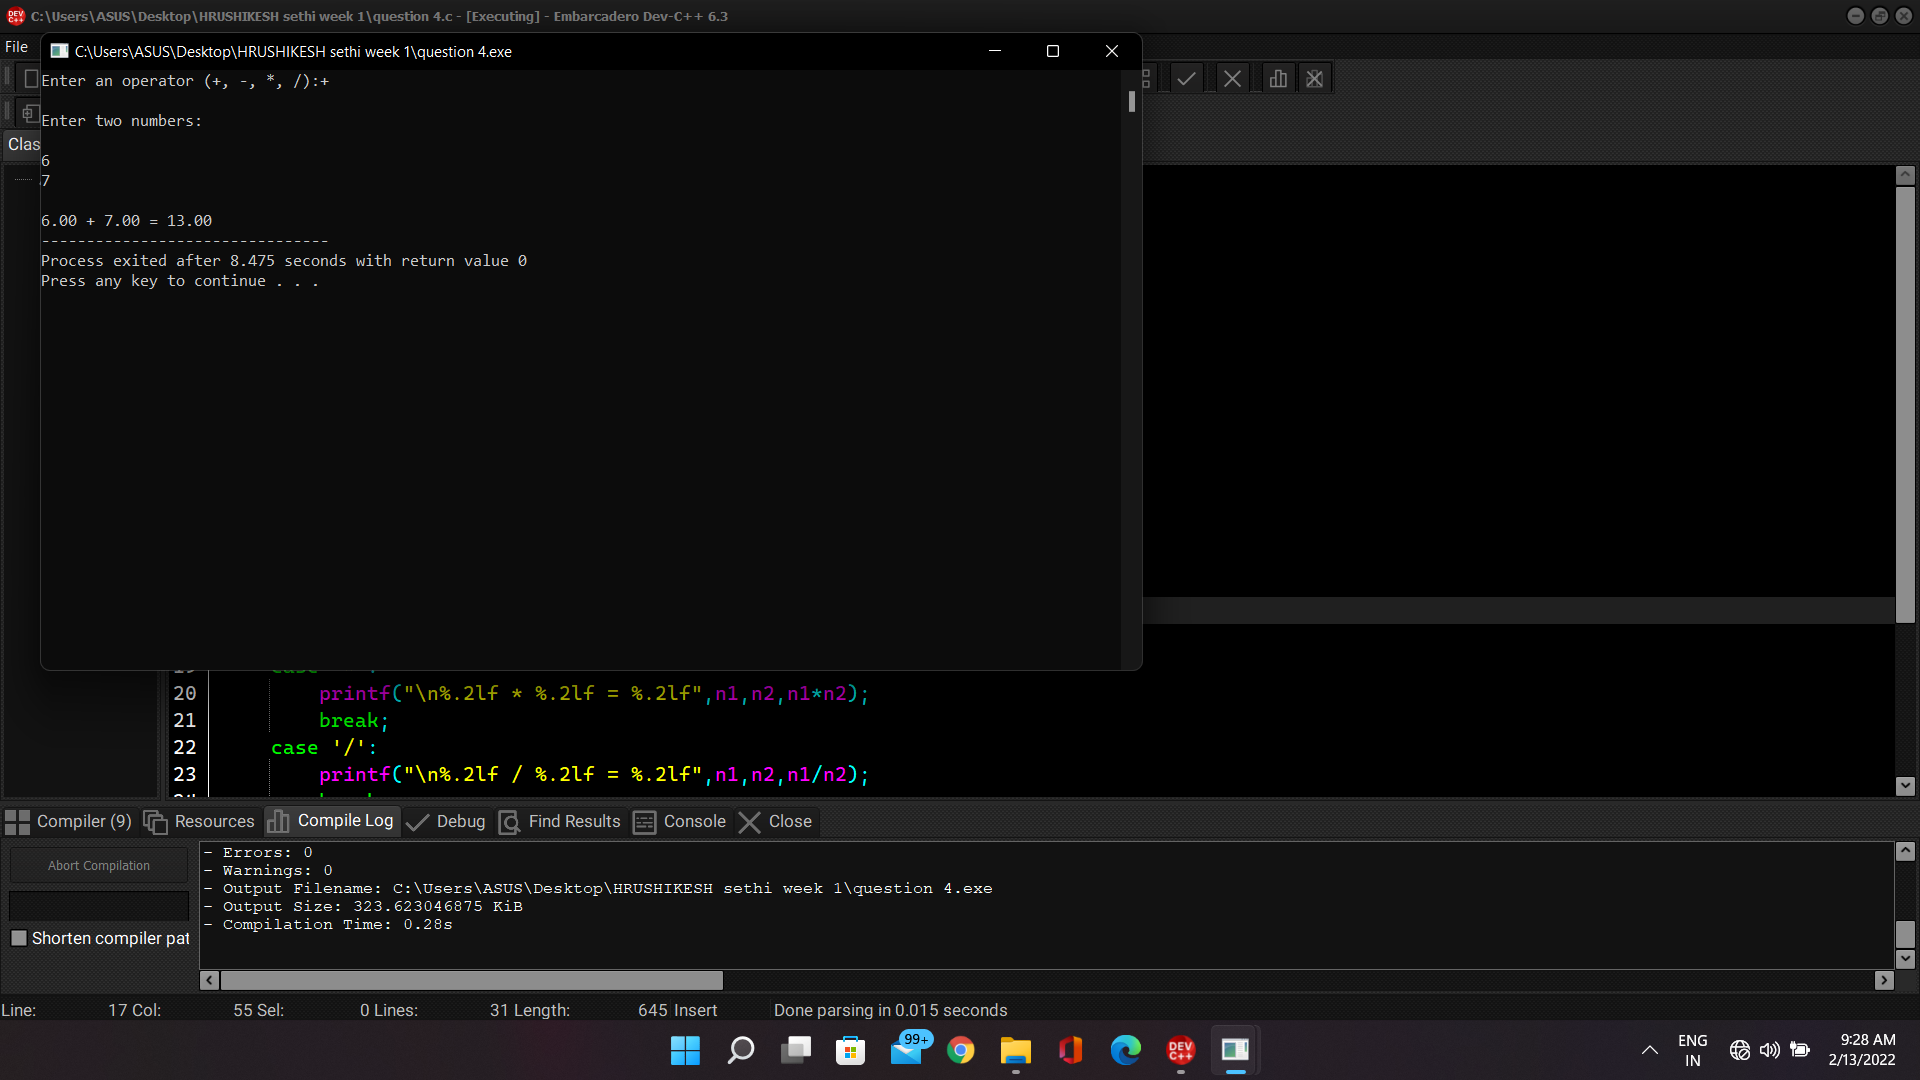 C:\Users\ASUS\Desktop\HRUSHIKESH sethi week 1\question 4.c - [Executing] - Embarcadero Dev-C++ 6.3
File
C:\Users\ASUS\Desktop\HRUSHIKESH sethi week 1\question 4.exe
Enter an operator (+, -, *, /):+
Enter two numbers:
Clas
6
7
6.00 + 7.00 = 13.00
--------------------------------
Process exited after 8.475 seconds with return value 0
Press any key to continue . . .
20 printf("\n%.2lf * %.2lf = %.2lf",n1,n2,n1*n2);
21 break;
22 case '/':
23 printf("\n%.2lf / %.2lf = %.2lf",n1,n2,n1/n2);
Compiler (9) Resources Compile Log Debug Find Results Console Close
Abort Compilation
Shorten compiler pat
- Errors: 0
- Warnings: 0
- Output Filename: C:\Users\ASUS\Desktop\HRUSHIKESH sethi week 1\question 4.exe
- Output Size: 323.623046875 KiB
- Compilation Time: 0.28s
Line: 17 Col: 55 Sel: 0 Lines: 31 Length: 645 Insert Done parsing in 0.015 seconds
99+
DEV C++
ENG
IN
9:28 AM
2/13/2022